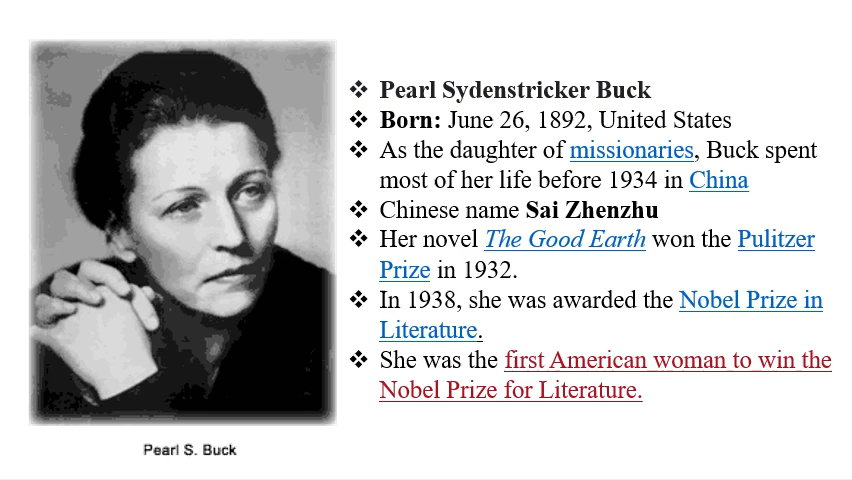 ❖ Pearl Sydenstricker Buck
❖ Born: June 26, 1892, United States
❖ As the daughter of missionaries, Buck spent
most of her life before 1934 in China
❖ Chinese name Sai Zhenzhu
❖ Her novel The Good Earth won the Pulitzer
Prize in 1932.
❖ In 1938, she was awarded the Nobel Prize in
Literature.
❖ She was the first American woman to win the
Nobel Prize for Literature.
Pearl S. Buck